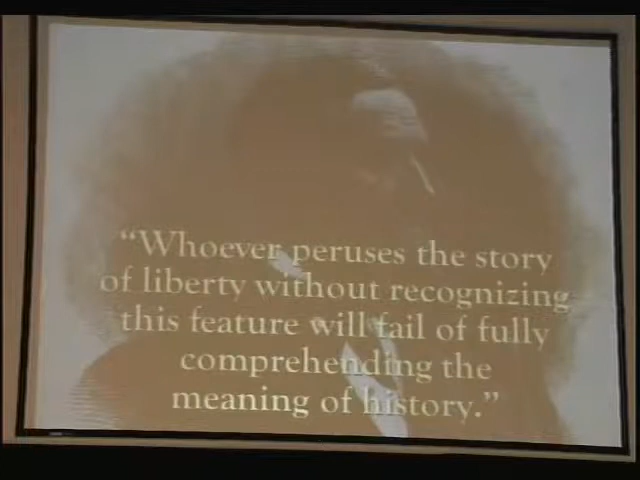 “Whoever peruses the story
of liberty without recognizing
this feature will fail of fully
comprehending the
meaning of history.”